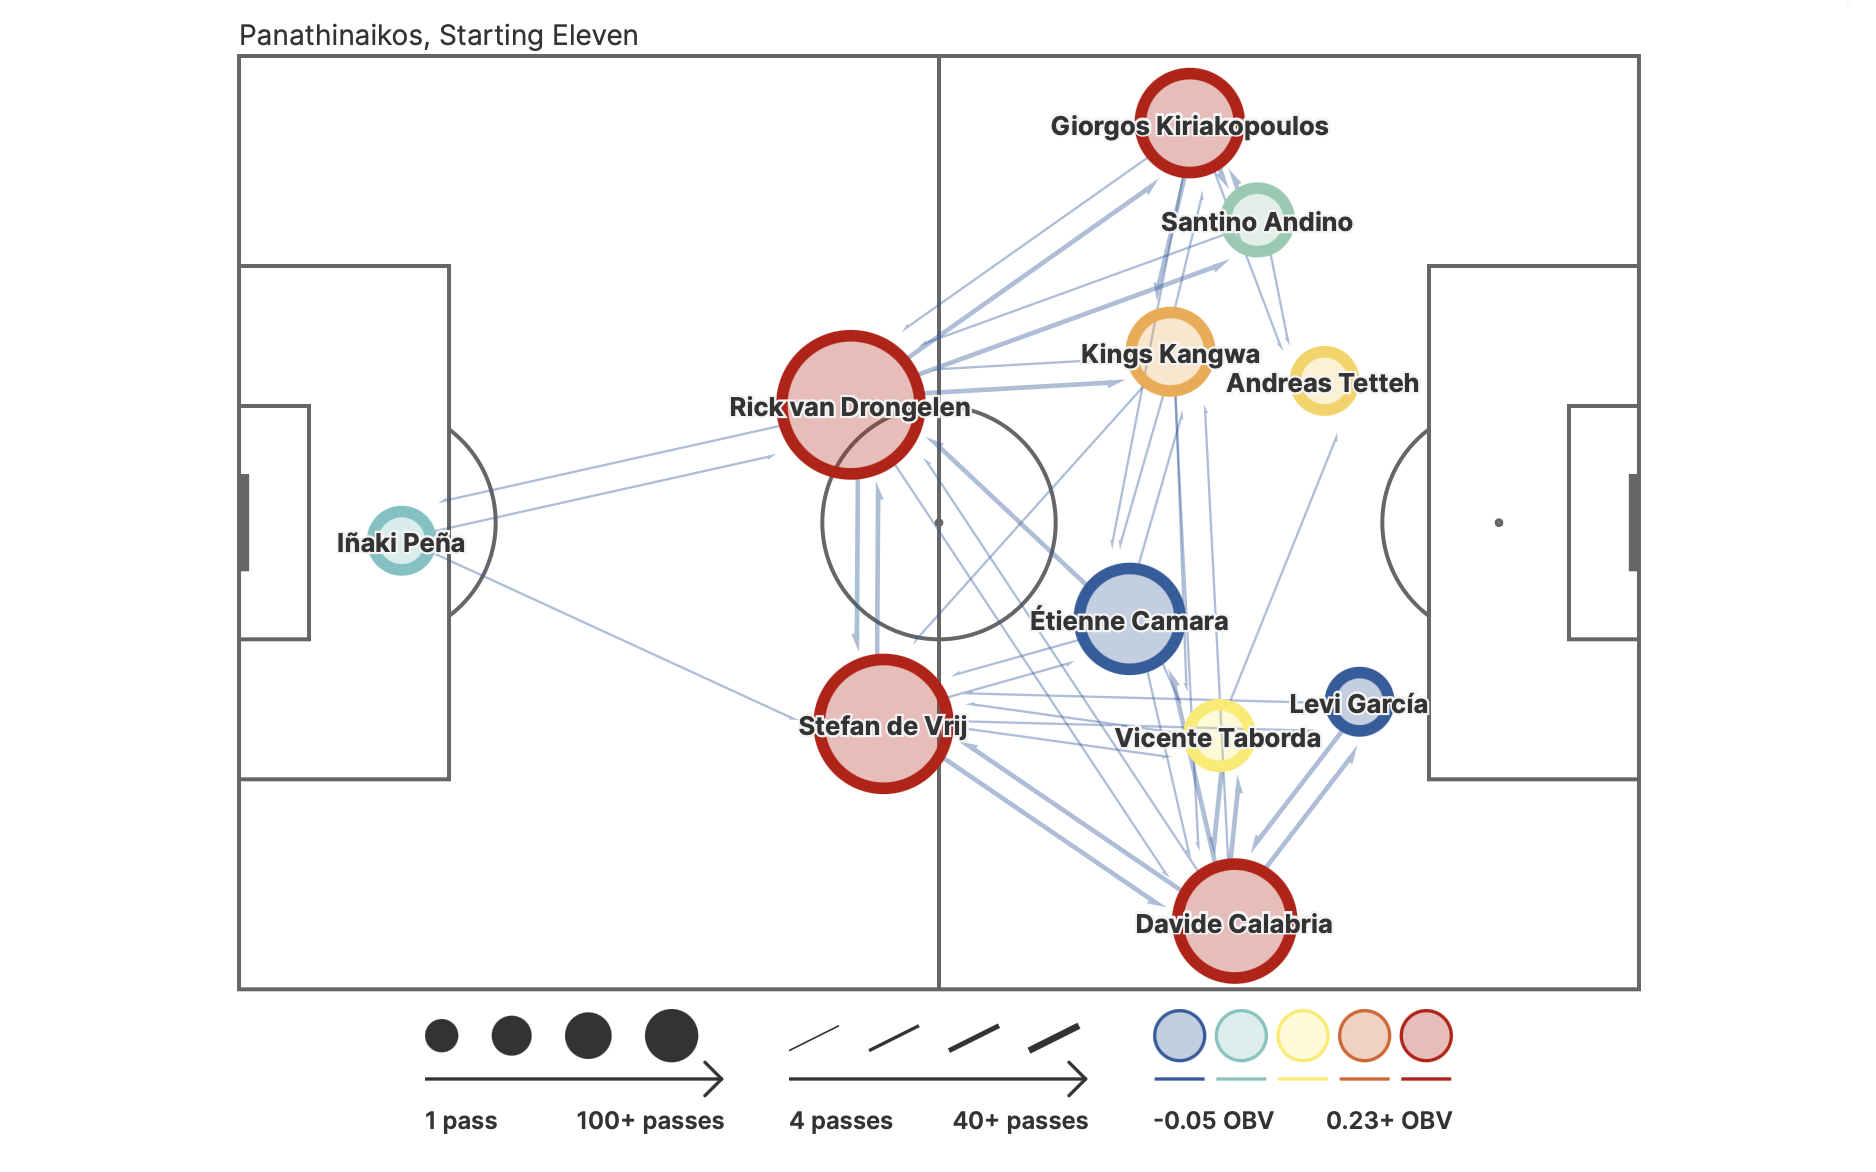 Panathinaikos, Starting Eleven
Giorgos Kiriakopoulos
Santino Andino
Kings Kangwa
Andreas Tetteh
Rick van Drongelen
Iñaki Peña
Étienne Camara
Levi García
Stefan de Vrij
Vicente Taborda
Davide Calabria
1 pass
100+ passes
4 passes
40+ passes
-0.05 OBV
0.23+ OBV